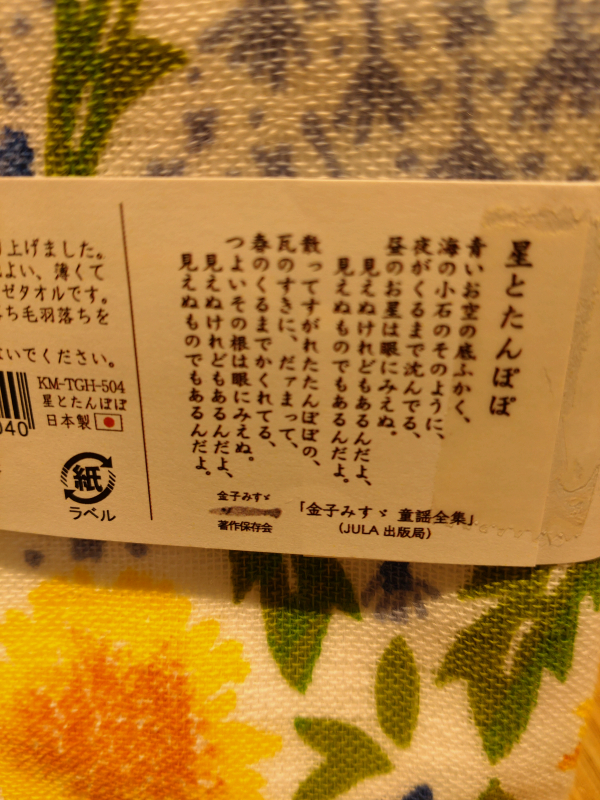 星とたんぽぽ
青いお空の底ふかく、
海の小石のそのように、
夜がくるまで沈んでる、
昼のお星は眼にみえぬ。
見えぬけれどもあるんだよ、
見えぬものでもあるんだよ。
散ってすがれたたんぽぽの、
瓦のすきに、だァまって、
春のくるまでかくれてる、
つよいその根は眼にみえぬ。
見えぬけれどもあるんだよ、
見えぬものでもあるんだよ。
「金子みすゞ 童謡全集」
(JULA 出版局)
金子みすゞ
著作保存会
上げました。
よい、薄くて
ゼタオルです。
ち毛羽落ちを
いでください。
KM-TGH-504
星とたんぽぽ
日本製
040
紙
ラベル